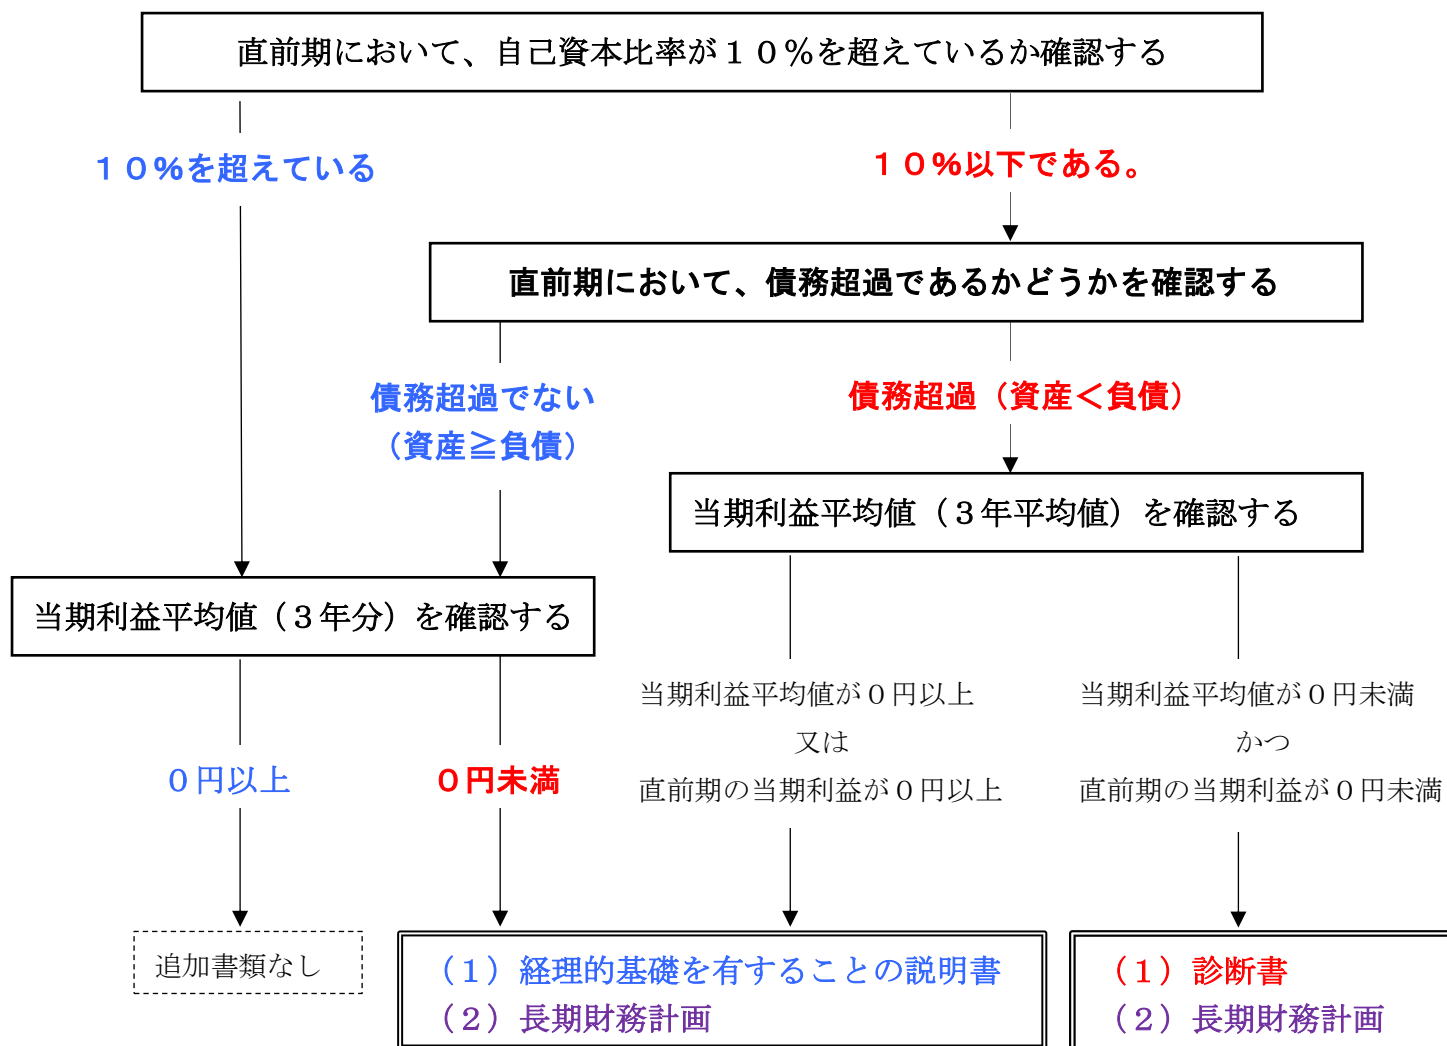 直前期において、自己資本比率が１０％を超えているか確認する
１０％を超えている
１０％以下である。
直前期において、債務超過であるかどうかを確認する
債務超過でない
（資産≧負債）
債務超過（資産＜負債）
当期利益平均値（３年平均値）を確認する
当期利益平均値（３年分）を確認する
当期利益平均値が０円以上
又は
直前期の当期利益が０円以上
当期利益平均値が０円未満
かつ
直前期の当期利益が０円未満
０円以上
０円未満
追加書類なし
（１）経理的基礎を有することの説明書
（２）長期財務計画
（１）診断書
（２）長期財務計画